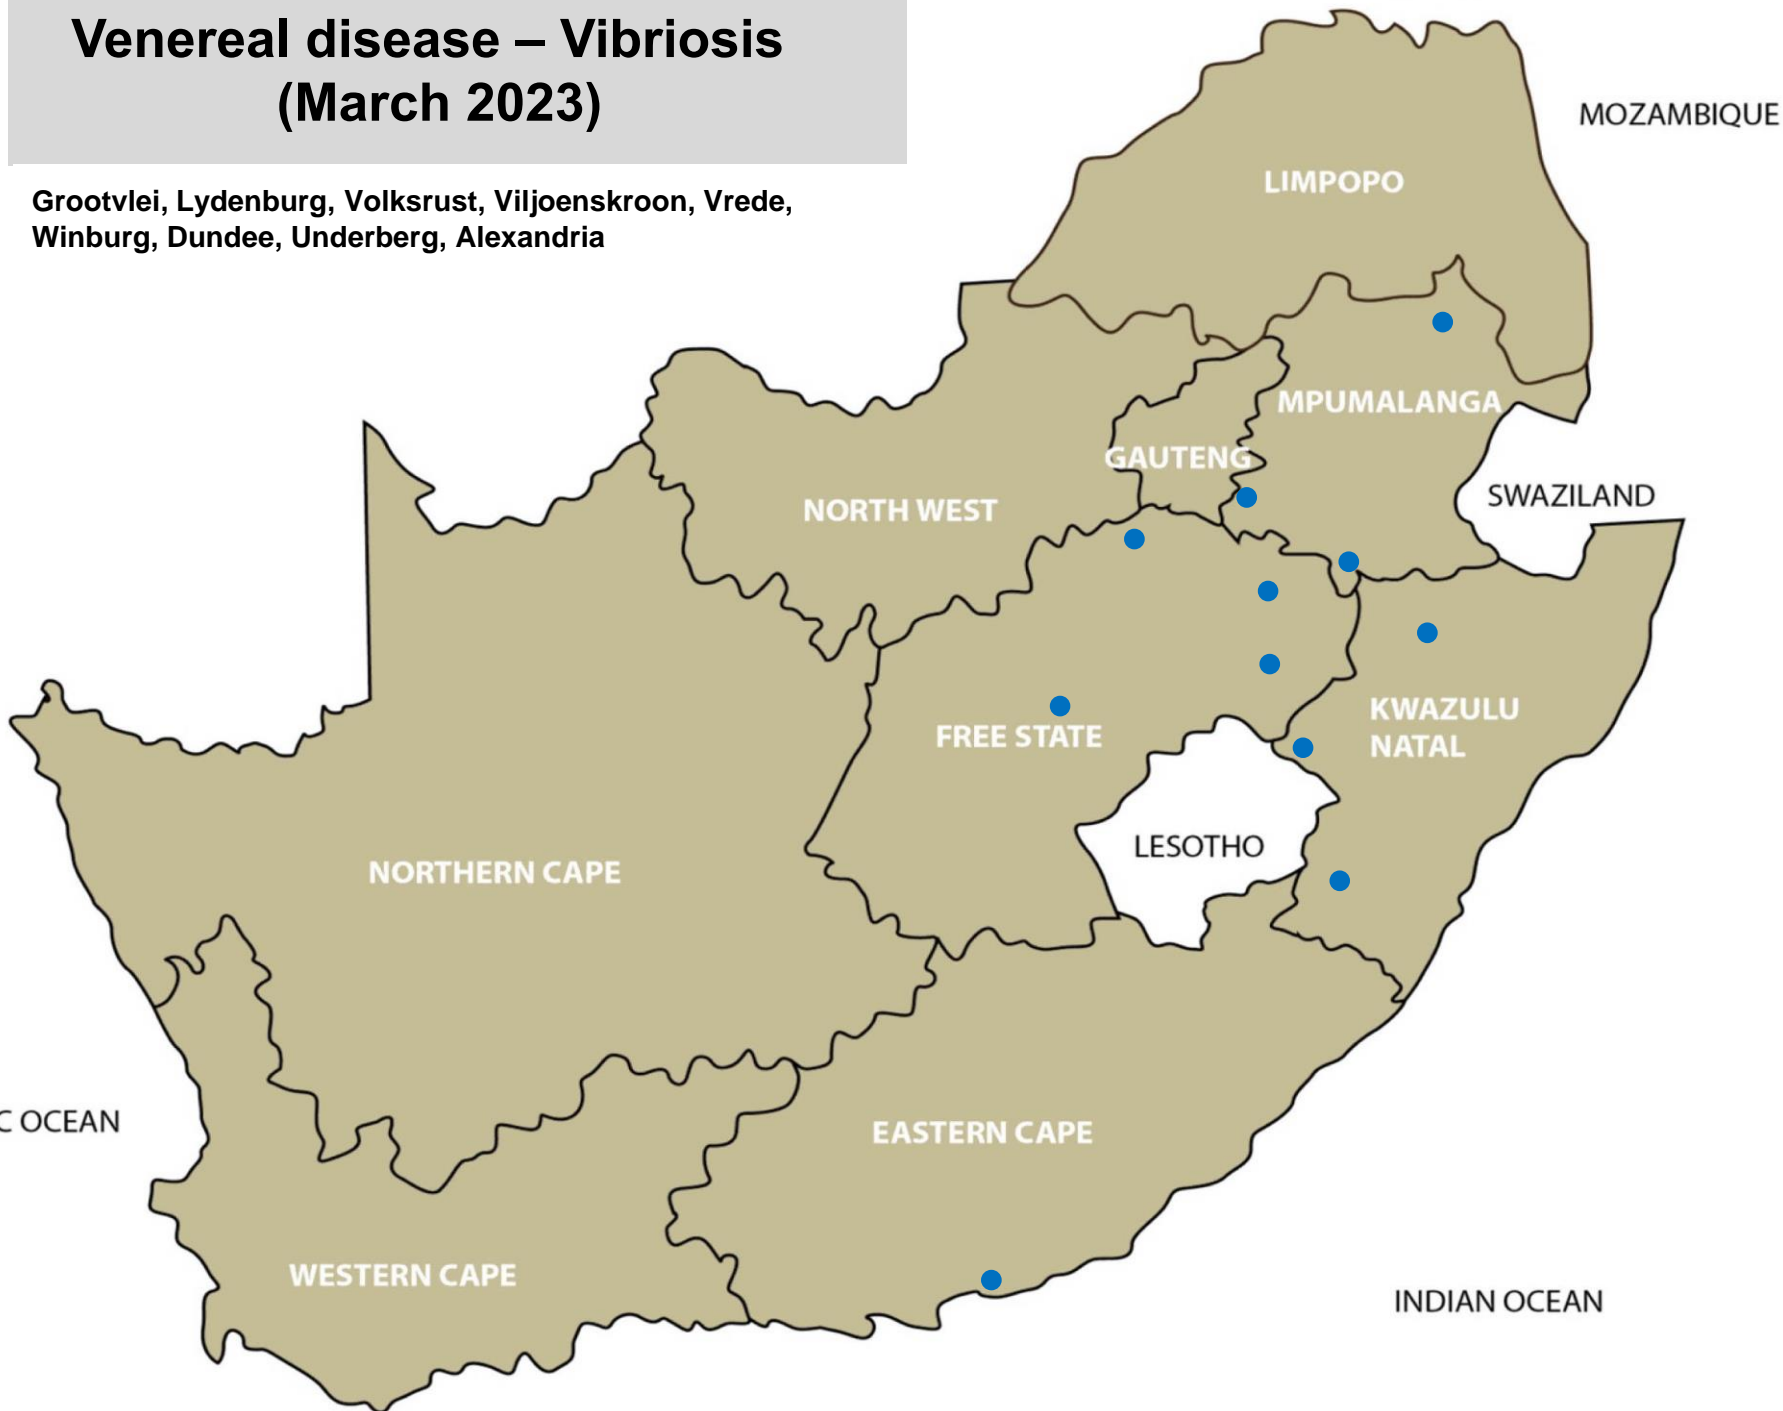 Venereal disease – Vibriosis
(March 2023)
Grootvlei, Lydenburg, Volksrust, Viljoenskroon, Vrede,
Winburg, Dundee, Underberg, Alexandria
MOZAMBIQUE
LIMPOPO
MPUMALANGA
GAUTENG
SWAZILAND
NORTH WEST
KWAZULU
NATAL
FREE STATE
LESOTHO
NORTHERN CAPE
C OCEAN
EASTERN CAPE
WESTERN CAPE
INDIAN OCEAN